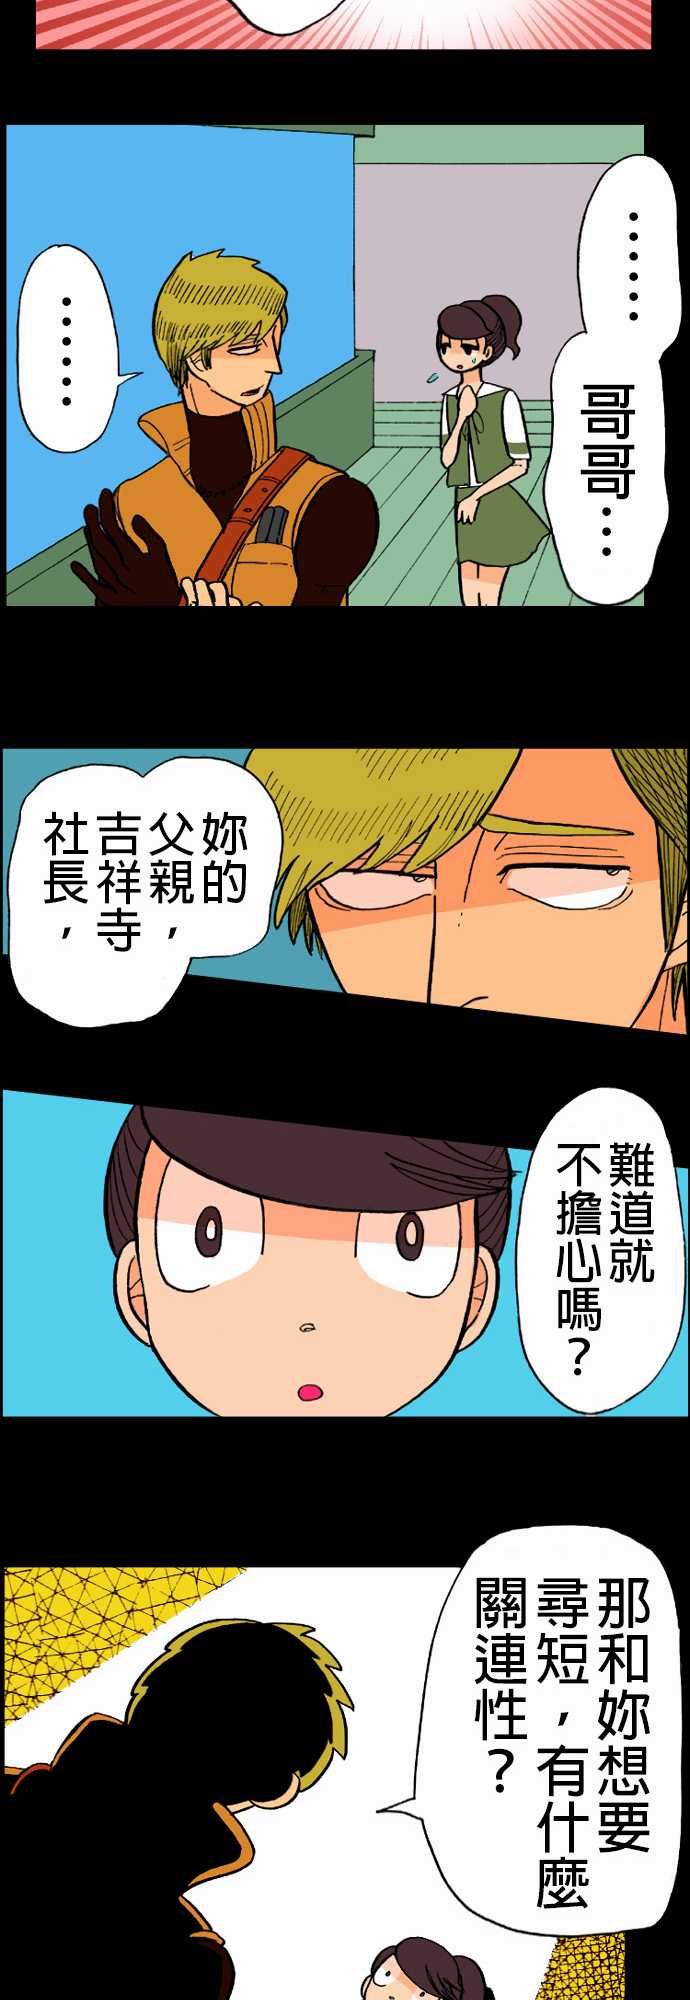 ……
哥哥…
……
妳的
父親，
吉祥寺
社長，
難道就
不擔心嗎？
那和妳想要
尋短，有什麼
關連性？